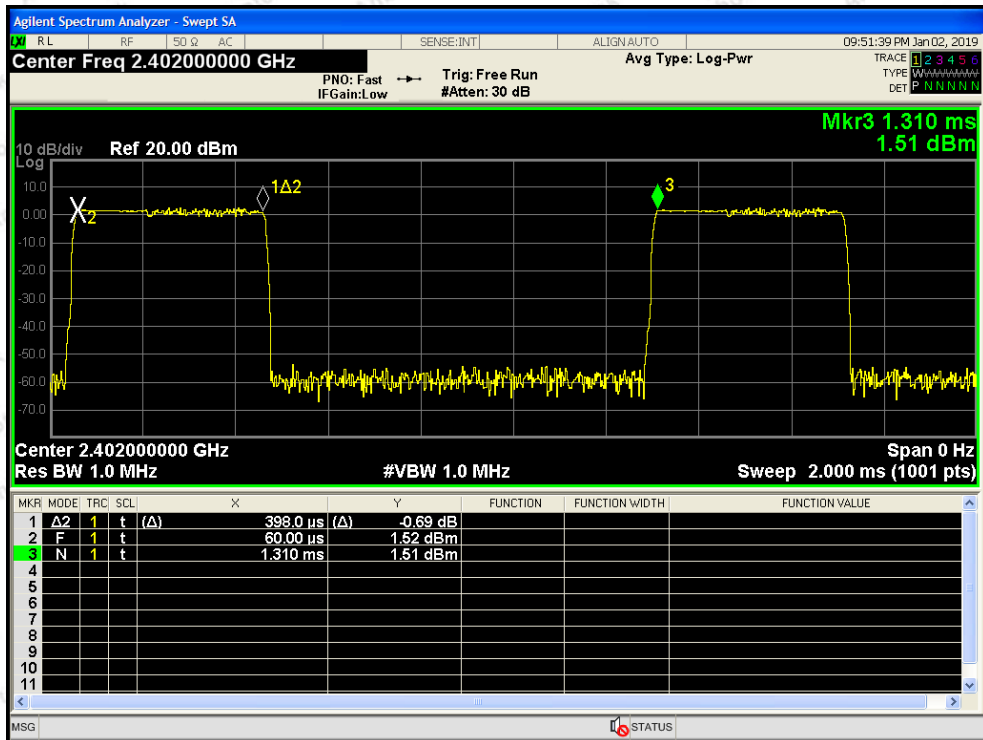 Agilent Spectrum Analyzer - Swept SA
LXI RL RF 50 Ω AC SENSE:INT ALIGN AUTO 09:51:39 PM Jan 02, 2019
Center Freq 2.402000000 GHz Avg Type: Log-Pwr TRACE 1 2 3 4 5 6
PNO: Fast Trig: Free Run TYPE WWWWWW
IFGain:Low #Atten: 30 dB DET P N N N N N
Mkr3 1.310 ms
10 dB/div Ref 20.00 dBm 1.51 dBm
Log
10.0
1Δ2
3
0.00
2
-10.0
-20.0
-30.0
-40.0
-50.0
-60.0
-70.0
Center 2.402000000 GHz Span 0 Hz
Res BW 1.0 MHz #VBW 1.0 MHz Sweep 2.000 ms (1001 pts)
MKR MODE TRC SCL X Y FUNCTION FUNCTION WIDTH FUNCTION VALUE
1 Δ2 1 t (Δ) 398.0 µs (Δ) -0.69 dB
2 F 1 t 60.00 µs 1.52 dBm
3 N 1 t 1.310 ms 1.51 dBm
4
5
6
7
8
9
10
11
MSG STATUS